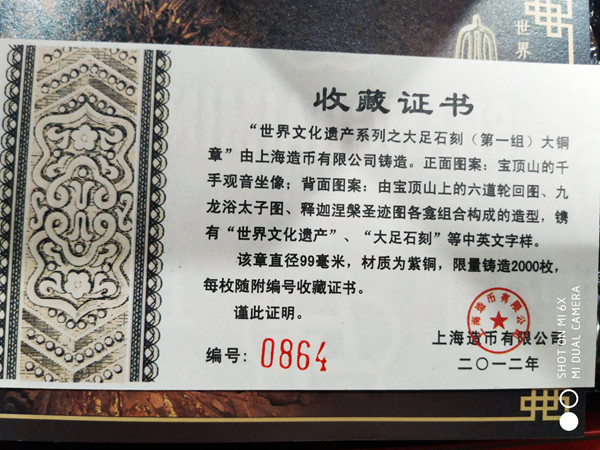 世界
收藏证书
“世界文化遗产系列之大足石刻（第一组）大铜
章”由上海造币有限公司铸造。正面图案：宝顶山的千
手观音坐像；背面图案：由宝顶山上的六道轮回图、九
龙浴太子图、释迦涅槃圣迹图各龛组合构成的造型，镌
有“世界文化遗产”、“大足石刻”等中英文字样。
该章直径99毫米，材质为紫铜，限量铸造2000枚，
每枚随附编号收藏证书。
谨此证明。
编号：0864
上海造币有限公司
上海造币有限公司
二〇一二年
SHOT ON MI 6X
MI DUAL CAMERA